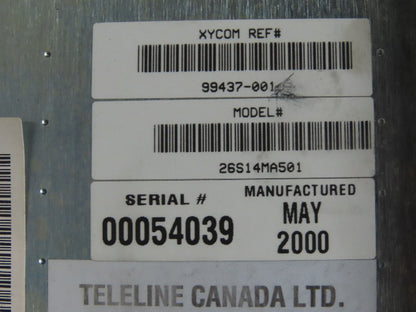 XYCOM REF#
99437-001
MODEL#
26S14MA501
SERIAL #
00054039
MANUFACTURED
MAY
2000
TELELINE CANADA LTD.